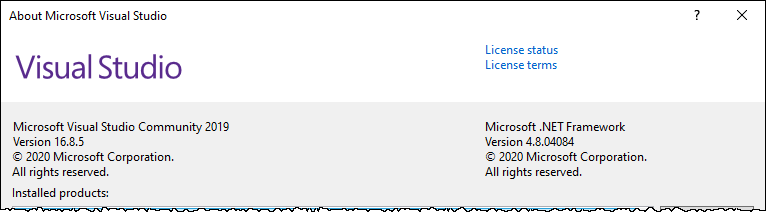 About Microsoft Visual Studio
?
License status
License terms
Visual Studio
Microsoft Visual Studio Community 2019
Version 16.8.5
© 2020 Microsoft Corporation.
All rights reserved.
Microsoft .NET Framework
Version 4.8.04084
© 2020 Microsoft Corporation.
All rights reserved.
Installed products: